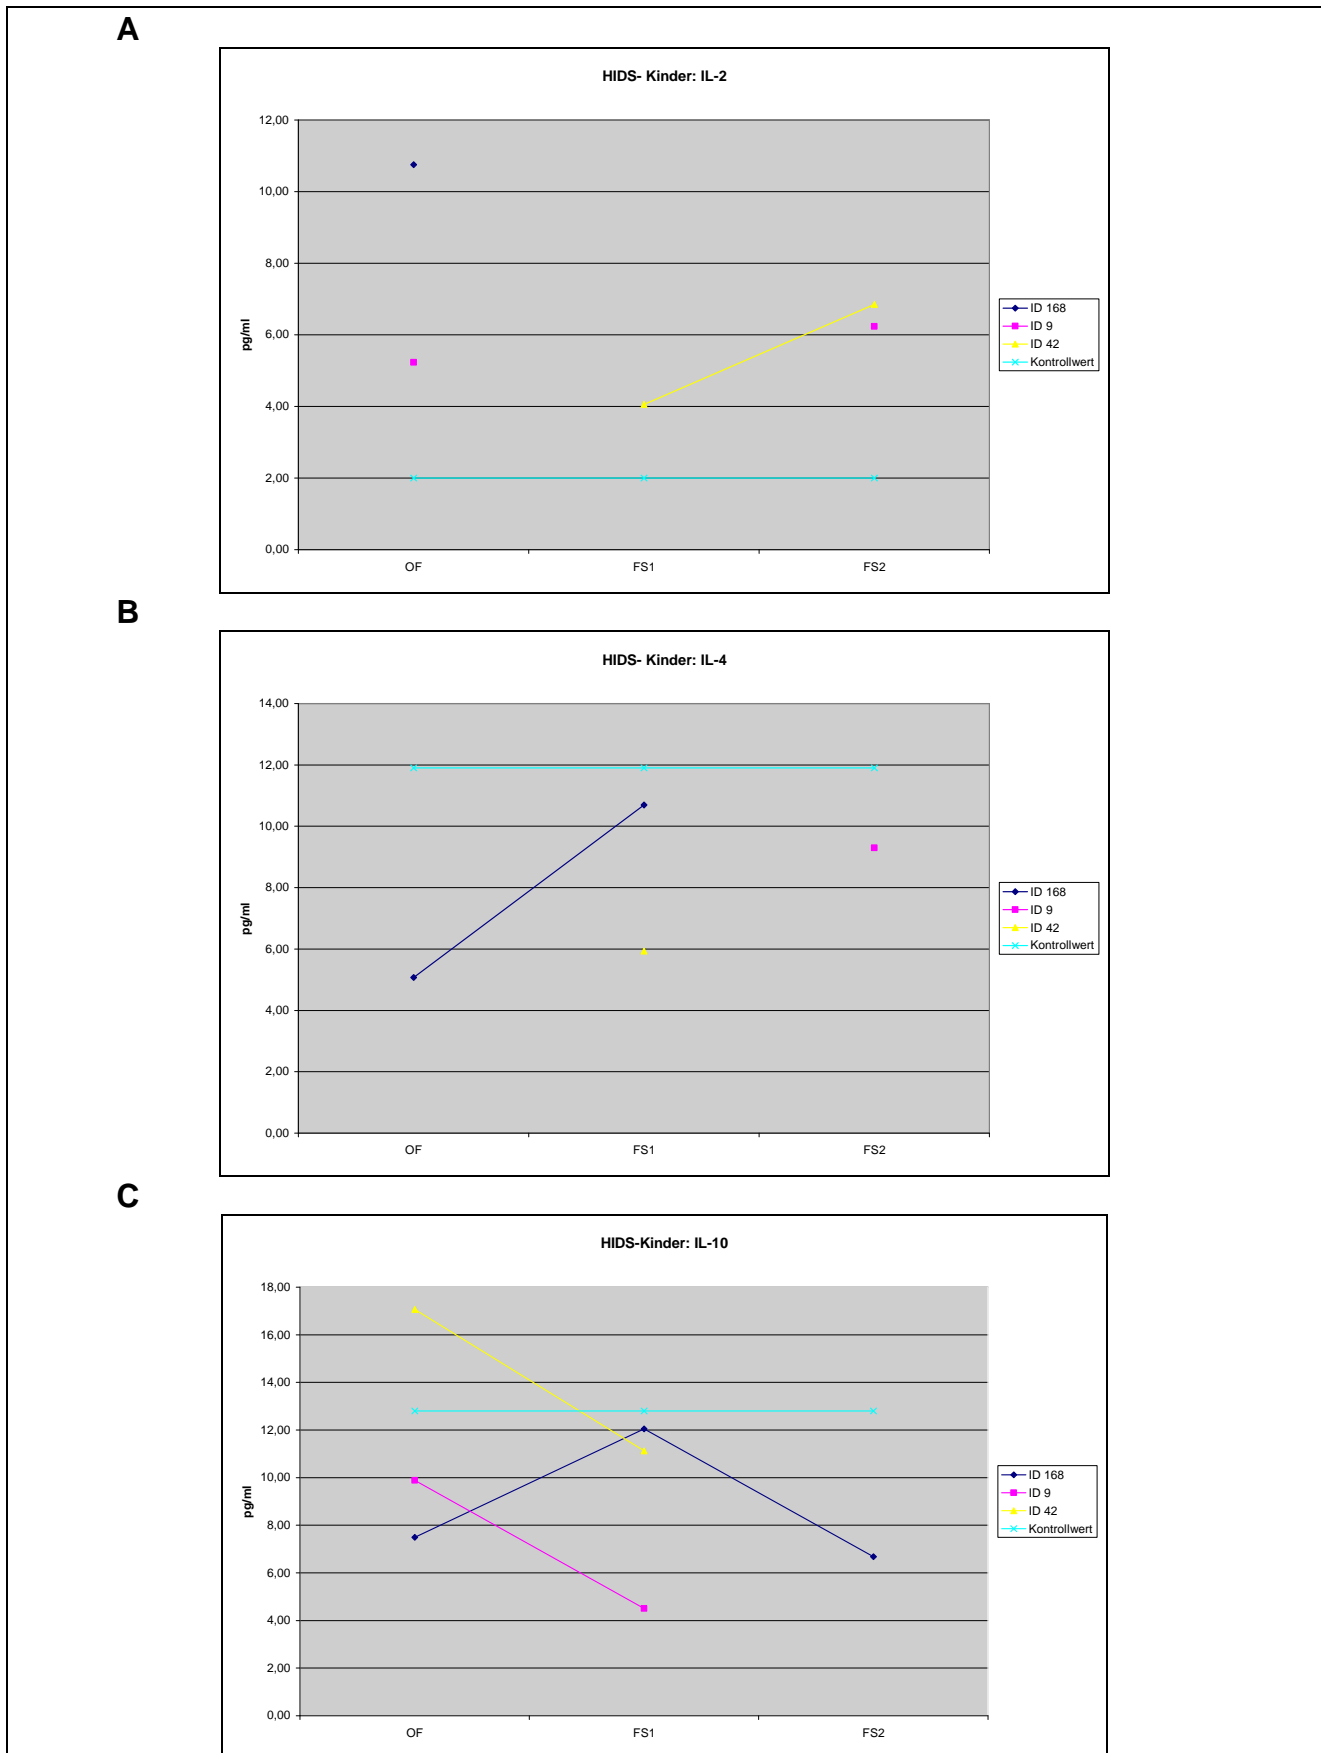 A
HIDS- Kinder: IL-2
12,00
10,00
8,00
6,00
4,00
2,00
0,00
pg/ml
OF FS1 FS2
ID 168
ID 9
ID 42
Kontrollwert
B
HIDS- Kinder: IL-4
14,00
12,00
10,00
8,00
6,00
4,00
2,00
0,00
pg/ml
OF FS1 FS2
ID 168
ID 9
ID 42
Kontrollwert
C
HIDS-Kinder: IL-10
18,00
16,00
14,00
12,00
10,00
8,00
6,00
4,00
2,00
0,00
pg/ml
OF FS1 FS2
ID 168
ID 9
ID 42
Kontrollwert